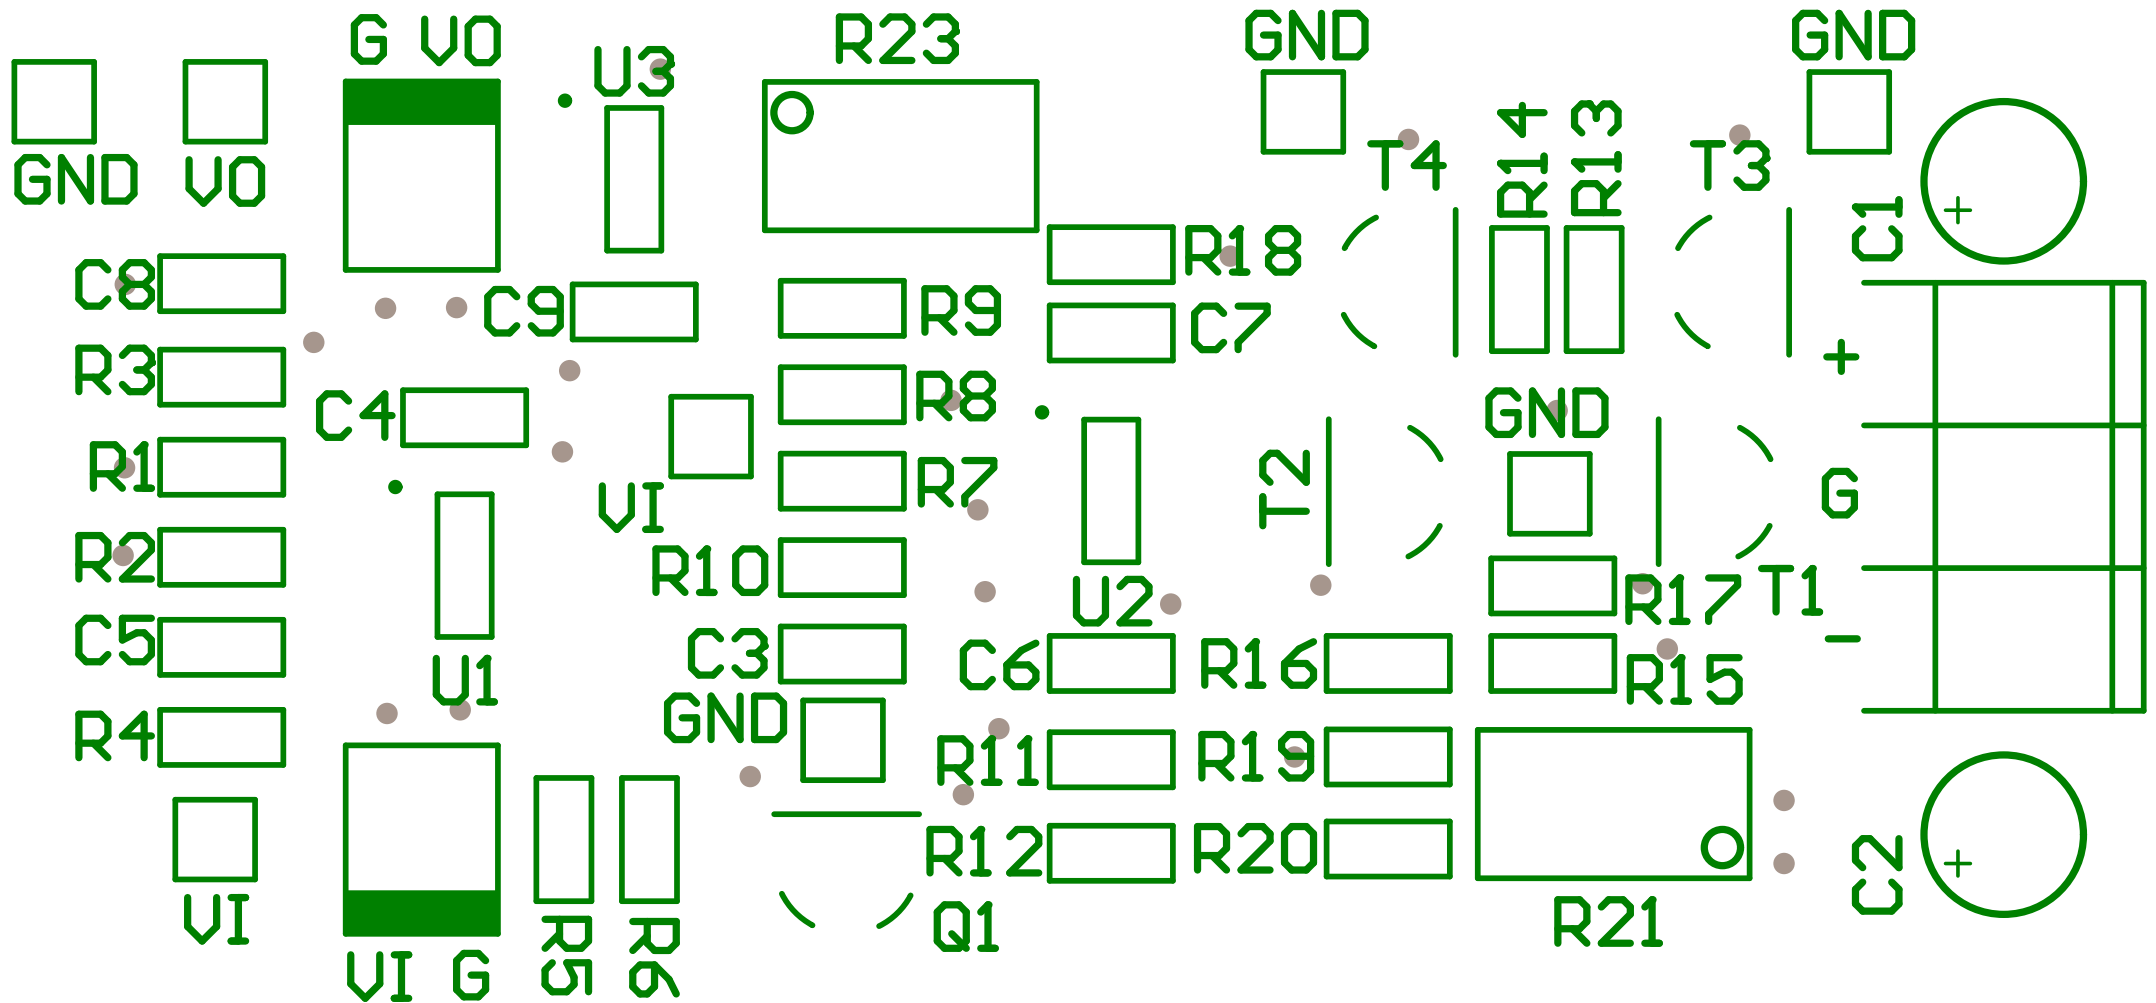 G VO
R23
GND
GND
U3
GND
VO
T4
R14
R13
T3
C1
R18
C8
C9
R9
C7
+
R3
C4
R8
GND
R1
VI
R7
T2
G
R2
R10
U2
R17
T1
C5
U1
C3
C6
R16
R15
-
GND
R4
R11
R19
R12
R20
C2
VI
Q1
R21
R5
R6
VI G